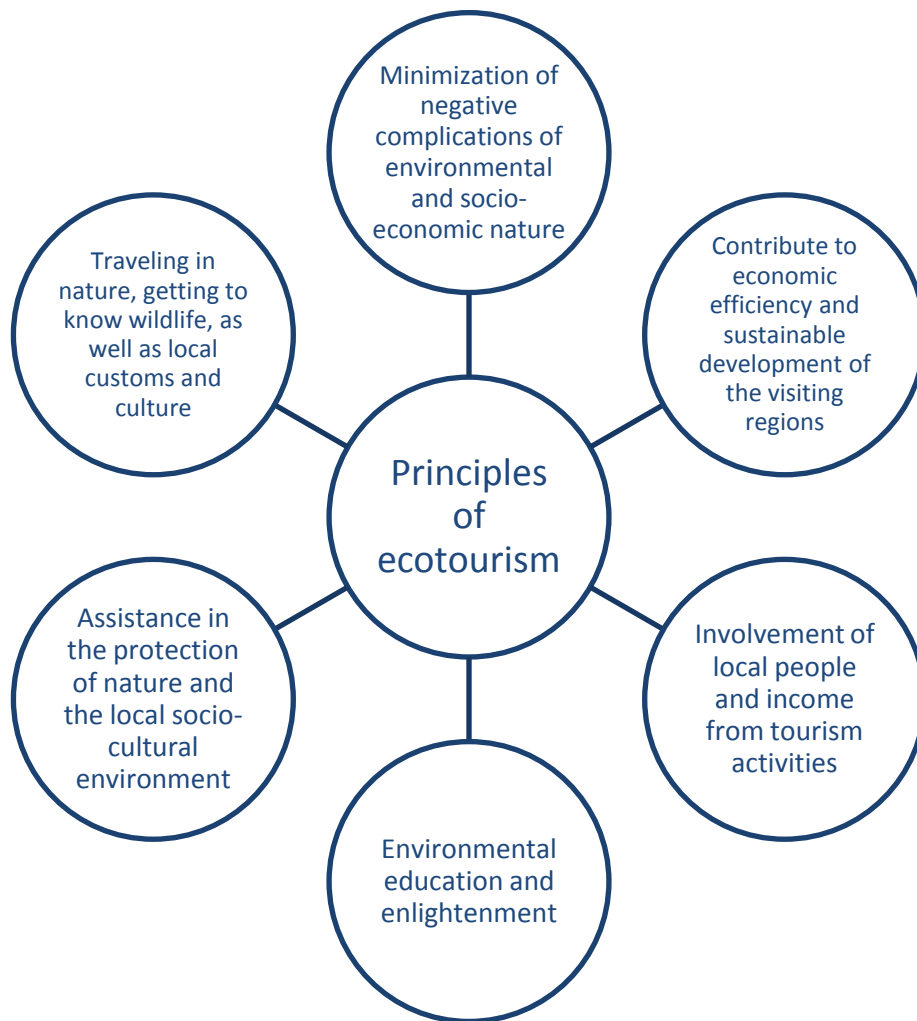 Minimization of
negative
complications of
environmental
and socio-
economic nature
Traveling in
nature, getting to
know wildlife, as
well as local
customs and
culture
Contribute to
economic
efficiency and
sustainable
development of
the visiting
regions
Principles
of
ecotourism
Assistance in
the protection
of nature and
the local socio-
cultural
environment
Involvement of
local people
and income
from tourism
activities
Environmental
education and
enlightenment